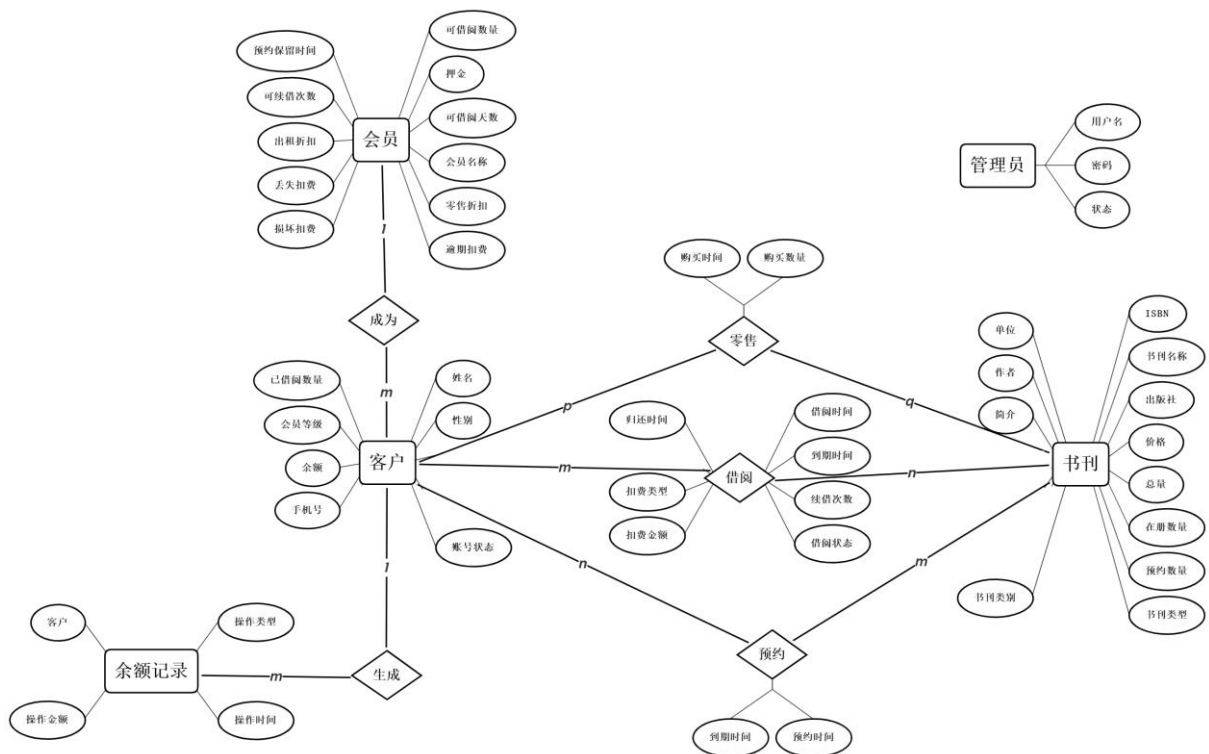 可借阅数量
预约保留时间
押金
可续借次数
可借阅天数
会员
出租折扣
会员名称
丢失扣费
零售折扣
损坏扣费
逾期扣费
1
成为
m
用户名
管理员
密码
状态
购买时间
购买数量
零售
p
q
已借阅数量
姓名
会员等级
性别
客户
余额
手机号
账号状态
归还时间
借阅时间
到期时间
m
借阅
n
扣费类型
续借次数
扣费金额
借阅状态
单位
ISBN
作者
书刊名称
简介
出版社
价格
书刊
总量
在册数量
预约数量
书刊类别
书刊类型
n
m
预约
到期时间
预约时间
1
生成
m
客户
操作类型
余额记录
操作金额
操作时间